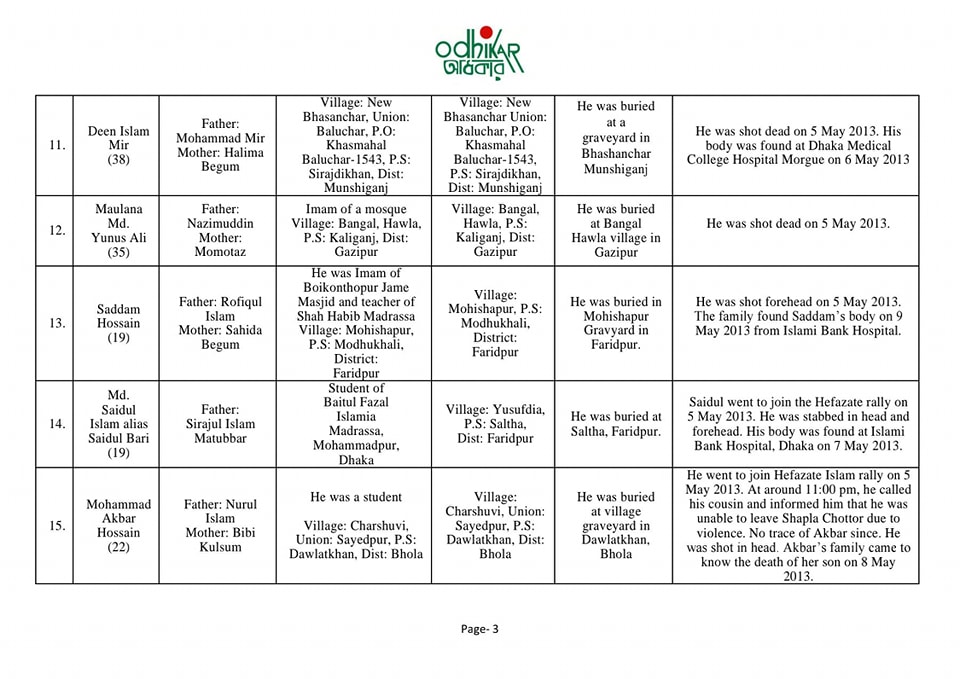 OdhiKAR
অধিকার
11.
Deen Islam
Mir
(38)
Father:
Mohammad Mir
Mother: Halima
Begum
Village: New
Bhasanchar, Union:
Baluchar, P.O:
Khasmahal
Baluchar-1543, P.S:
Sirajdikhan, Dist:
Munshiganj
Village: New
Bhasanchar Union:
Baluchar, P.O:
Khasmahal
Baluchar-1543,
P.S: Sirajdikhan,
Dist: Munshiganj
He was buried
at a
graveyard in
Bhashanchar
Munshiganj
He was shot dead on 5 May 2013. His
body was found at Dhaka Medical
College Hospital Morgue on 6 May 2013
12.
Maulana
Md.
Yunus Ali
(35)
Father:
Nazimuddin
Mother:
Momotaz
Imam of a mosque
Village: Bangal, Hawla,
P.S: Kaliganj, Dist:
Gazipur
Village: Bangal,
Hawla, P.S:
Kaliganj, Dist:
Gazipur
He was buried
at Bangal
Hawla village in
Gazipur
He was shot dead on 5 May 2013.
13.
Saddam
Hossain
(19)
Father: Rofiqul
Islam
Mother: Sahida
Begum
He was Imam of
Boikonthopur Jame
Masjid and teacher of
Shah Habib Madrassa
Village: Mohishapur,
P.S: Modhukhali,
District:
Faridpur
Village:
Mohishapur, P.S:
Modhukhali,
District:
Faridpur
He was buried in
Mohishapur
Gravyard in
Faridpur.
He was shot forehead on 5 May 2013.
The family found Saddam’s body on 9
May 2013 from Islami Bank Hospital.
14.
Md.
Saidul
Islam alias
Saidul Bari
(19)
Father:
Sirajul Islam
Matubbar
Student of
Baitul Fazal
Islamia
Madrassa,
Mohammadpur,
Dhaka
Village: Yusufdia,
P.S: Saltha,
Dist: Faridpur
He was buried at
Saltha, Faridpur.
Saidul went to join the Hefazate rally on
5 May 2013. He was stabbed in head and
forehead. His body was found at Islami
Bank Hospital, Dhaka on 7 May 2013.
15.
Mohammad
Akbar
Hossain
(22)
Father: Nurul
Islam
Mother: Bibi
Kulsum
He was a student
Village: Charshuvi,
Union: Sayedpur, P.S:
Dawlatkhan, Dist: Bhola
Village:
Charshuvi, Union:
Sayedpur, P.S:
Dawlatkhan, Dist:
Bhola
He was buried
at village
graveyard in
Dawlatkhan,
Bhola
He went to join Hefazate Islam rally on 5
May 2013. At around 11:00 pm, he called
his cousin and informed him that he was
unable to leave Shapla Chottor due to
violence. No trace of Akbar since. He
was shot in head. Akbar’s family came to
know the death of her son on 8 May
2013.
Page- 3